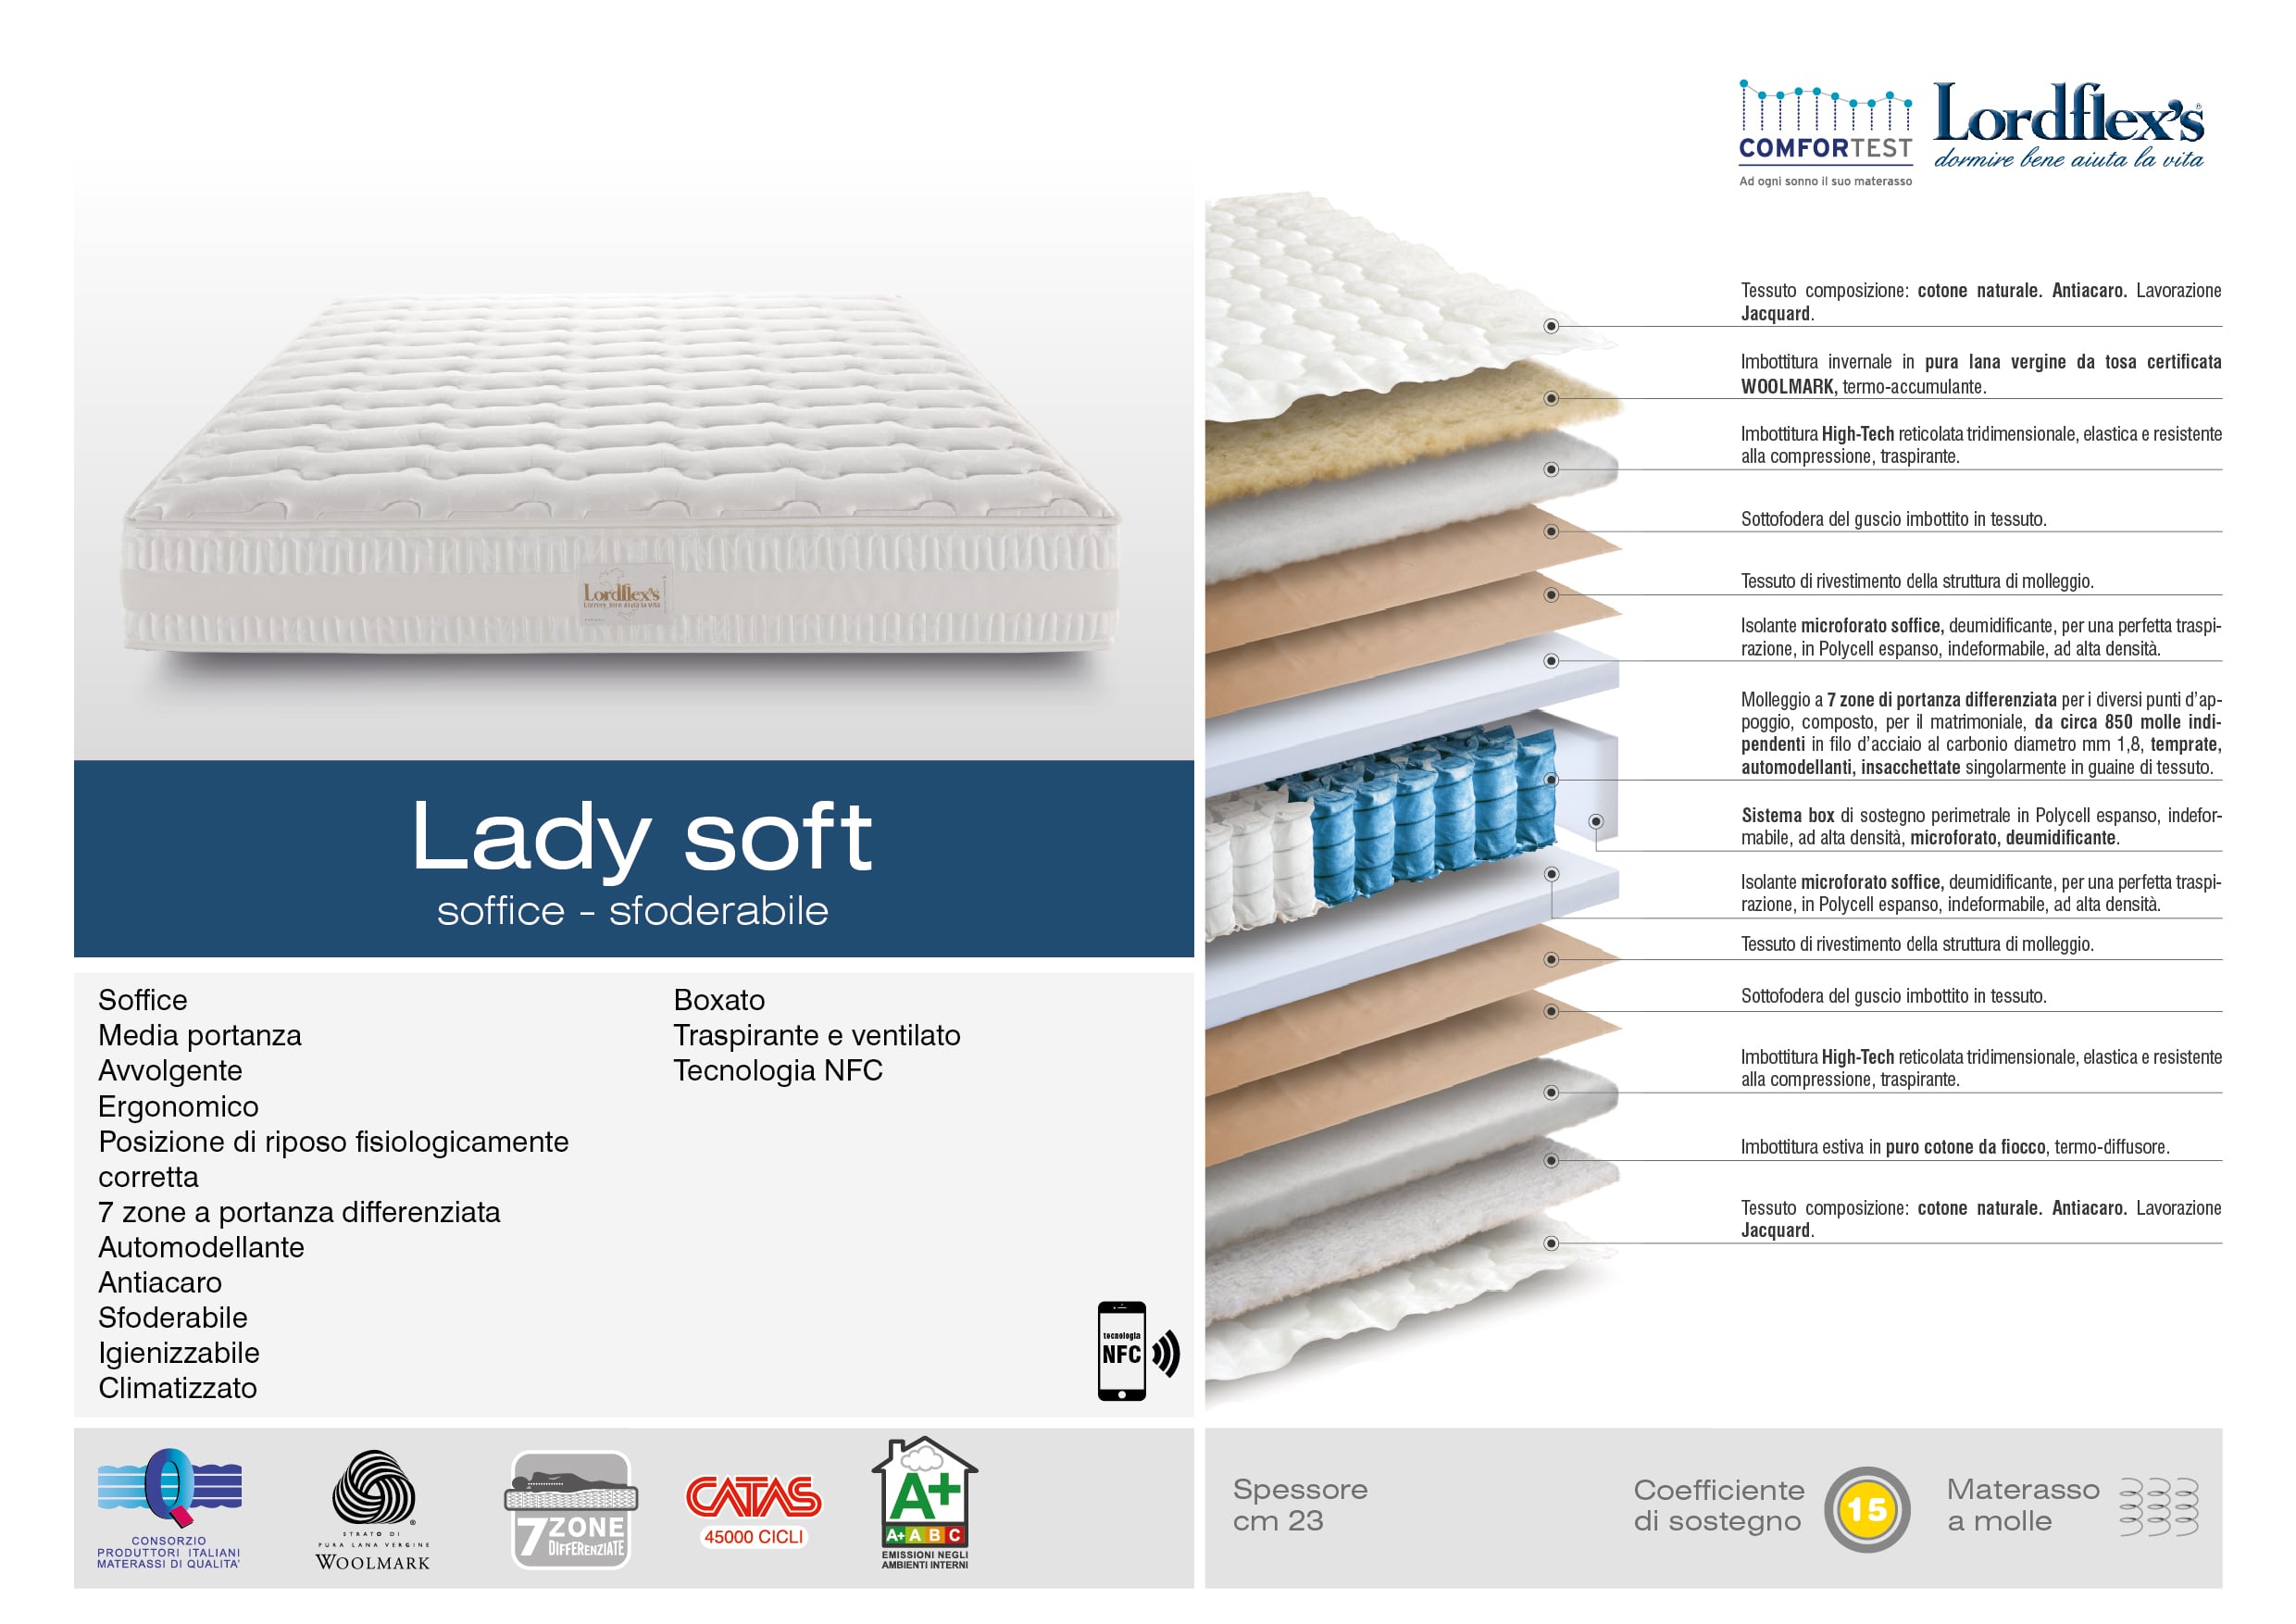 COMFORTEST
Ad ogni sonno il suo materasso
Lordflex's
dormire bene aiuta la vita
Lordflex's
Lady soft
soffice - sfoderabile
Soffice
Media portanza
Avvolgente
Ergonomico
Posizione di riposo fisiologicamente
corretta
7 zone a portanza differenziata
Automodellante
Antiacaro
Sfoderabile
Igienizzabile
Climatizzato
Boxato
Traspirante e ventilato
Tecnologia NFC
tecnologia
NFC
Tessuto composizione: cotone naturale. Antiacaro. Lavorazione
Jacquard.
Imbottitura invernale in pura lana vergine da tosa certificata
WOOLMARK, termo-accumulante.
Imbottitura High-Tech reticolata tridimensionale, elastica e resistente
alla compressione, traspirante.
Sottofodera del guscio imbottito in tessuto.
Tessuto di rivestimento della struttura di molleggio.
Isolante microforato soffice, deumidificante, per una perfetta traspi-
razione, in Polycell espanso, indeformabile, ad alta densità.
Molleggio a 7 zone di portanza differenziata per i diversi punti d'ap-
poggio, composto, per il matrimoniale, da circa 850 molle indi-
pendenti in filo d'acciaio al carbonio diametro mm 1,8, temprate,
automodellanti, insacchettate singolarmente in guaine di tessuto.
Sistema box di sostegno perimetrale in Polycell espanso, indefor-
mabile, ad alta densità, microforato, deumidificante.
Isolante microforato soffice, deumidificante, per una perfetta traspi-
razione, in Polycell espanso, indeformabile, ad alta densità.
Tessuto di rivestimento della struttura di molleggio.
Sottofodera del guscio imbottito in tessuto.
Imbottitura High-Tech reticolata tridimensionale, elastica e resistente
alla compressione, traspirante.
Imbottitura estiva in puro cotone da fiocco, termo-diffusore.
Tessuto composizione: cotone naturale. Antiacaro. Lavorazione
Jacquard.
CONSORZIO
PRODUTTORI ITALIANI
MATERASSI DI QUALITA'
STRATO DI
PURA LANA VERGINE
WOOLMARK
7 ZONE
DIFFERENZIATE
CATAS
45000 CICLI
A+
A+ A B C
EMISSIONI NEGLI
AMBIENTI INTERNI
Spessore
cm 23
Coefficiente
di sostegno
15
Materasso
a molle